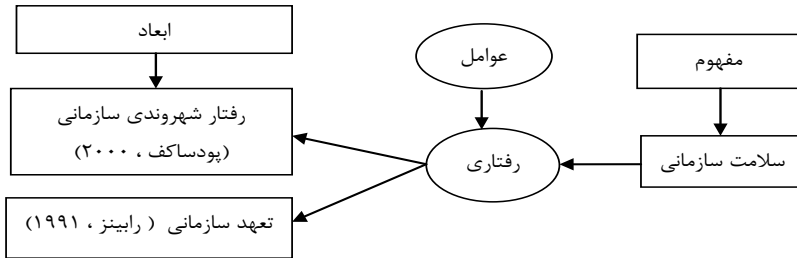 مفهوم
عوامل
ابعاد
سلامت سازمانی
رفتاری
رفتار شهروندی سازمانی
(پودساکف ، ۲۰۰۰)
تعهد سازمانی ( رابینز ، ۱۹۹۱)